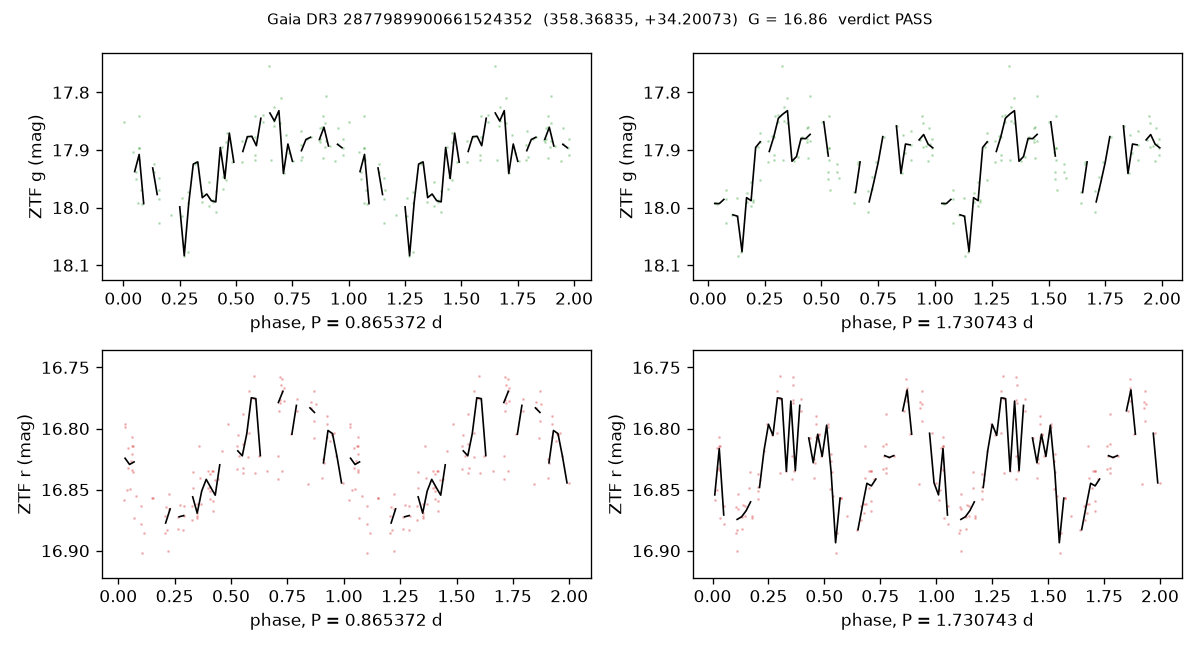 Gaia DR3 2877989900661524352  (358.36835, +34.20073)  G = 16.86  verdict PASS
ZTF g (mag)
17.8
17.9
18.0
18.1
0.00 0.25 0.50 0.75 1.00 1.25 1.50 1.75 2.00
phase, P = 0.865372 d
ZTF g (mag)
17.8
17.9
18.0
18.1
0.00 0.25 0.50 0.75 1.00 1.25 1.50 1.75 2.00
phase, P = 1.730743 d
ZTF r (mag)
16.75
16.80
16.85
16.90
0.00 0.25 0.50 0.75 1.00 1.25 1.50 1.75 2.00
phase, P = 0.865372 d
ZTF r (mag)
16.75
16.80
16.85
16.90
0.00 0.25 0.50 0.75 1.00 1.25 1.50 1.75 2.00
phase, P = 1.730743 d